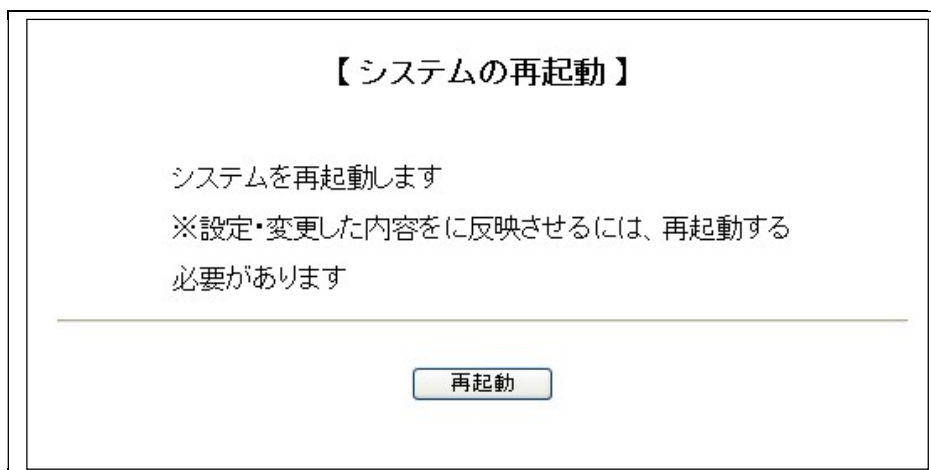 【システムの再起動】
システムを再起動します
※設定・変更した内容をに反映させるには、再起動する
必要があります
再起動